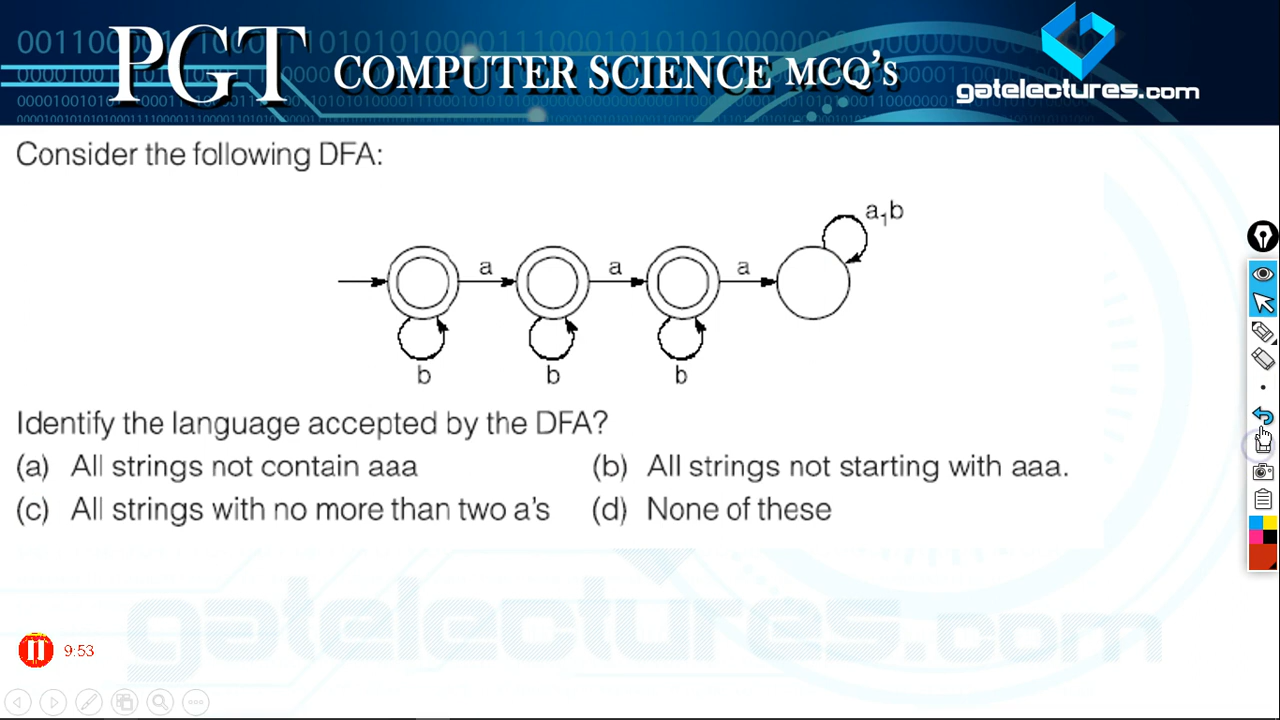 PGT COMPUTER SCIENCE MCQ's
gatelectures.com
Consider the following DFA:
a,b
a a a
b b b
Identify the language accepted by the DFA?
(a) All strings not contain aaa (b) All strings not starting with aaa.
(c) All strings with no more than two a's (d) None of these
gatelectures.com
9:53